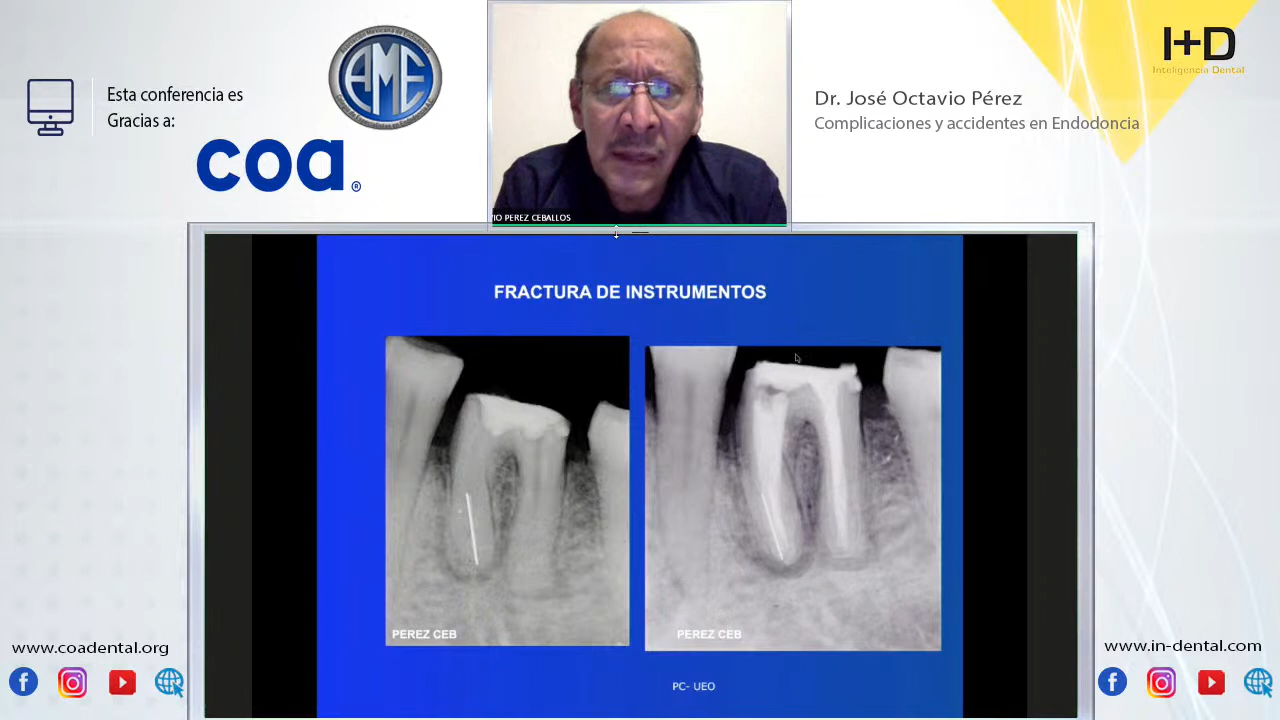 Esta conferencia es
Gracias a:
coa®
AME
I+D
Inteligencia Dental
Dr. José Octavio Pérez
Complicaciones y accidentes en Endodoncia
IO PEREZ CEBALLOS
FRACTURA DE INSTRUMENTOS
PEREZ CEB
PEREZ CEB
PC- UEO
www.coadental.org
www.in-dental.com